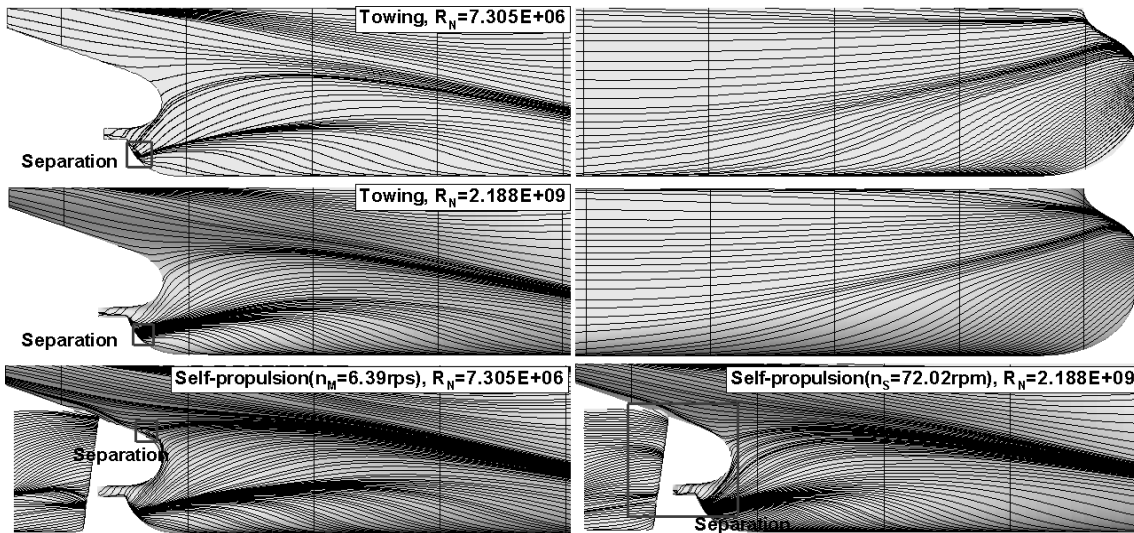 Towing, R_N=7.305E+06
Separation
Towing, R_N=2.188E+09
Separation
Self-propulsion(n_M=6.39rps), R_N=7.305E+06
Self-propulsion(n_S=72.02rpm), R_N=2.188E+09
Separation
Separation